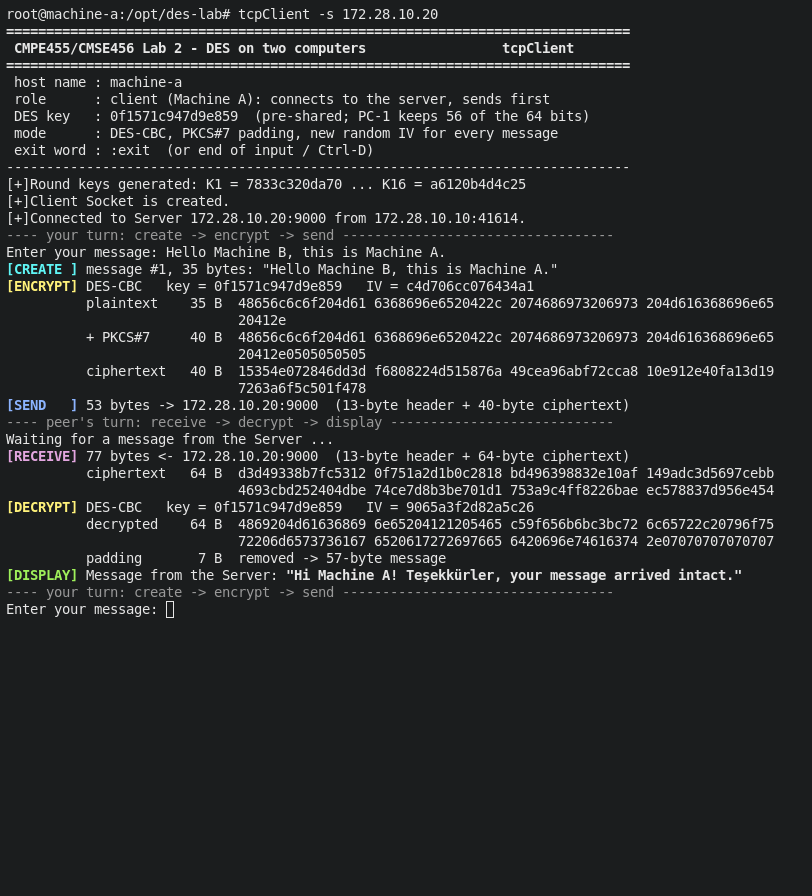 root@machine-a:/opt/des-lab# tcpClient -s 172.28.10.20
==============================================================================
 CMPE455/CMSE456 Lab 2 - DES on two computers                 tcpClient
==============================================================================
 host name : machine-a
 role      : client (Machine A): connects to the server, sends first
 DES key   : 0f1571c947d9e859  (pre-shared; PC-1 keeps 56 of the 64 bits)
 mode      : DES-CBC, PKCS#7 padding, new random IV for every message
 exit word : :exit  (or end of input / Ctrl-D)
------------------------------------------------------------------------------
[+]Round keys generated: K1 = 7833c320da70 ... K16 = a6120b4d4c25
[+]Client Socket is created.
[+]Connected to Server 172.28.10.20:9000 from 172.28.10.10:41614.
---- your turn: create -> encrypt -> send ----------------------------------
Enter your message: Hello Machine B, this is Machine A.
[CREATE ] message #1, 35 bytes: "Hello Machine B, this is Machine A."
[ENCRYPT] DES-CBC   key = 0f1571c947d9e859   IV = c4d706cc076434a1
          plaintext   35 B  48656c6c6f204d61 6368696e6520422c 2074686973206973 204d616368696e65
                             20412e
          + PKCS#7     40 B  48656c6c6f204d61 6368696e6520422c 2074686973206973 204d616368696e65
                             20412e0505050505
          ciphertext   40 B  15354e072846dd3d f6808224d515876a 49cea96abf72cca8 10e912e40fa13d19
                             7263a6f5c501f478
[SEND   ] 53 bytes -> 172.28.10.20:9000  (13-byte header + 40-byte ciphertext)
---- peer's turn: receive -> decrypt -> display ----------------------------
Waiting for a message from the Server ...
[RECEIVE] 77 bytes <- 172.28.10.20:9000  (13-byte header + 64-byte ciphertext)
          ciphertext   64 B  d3d49338b7fc5312 0f751a2d1b0c2818 bd496398832e10af 149adc3d5697cebb
                             4693cbd252404dbe 74ce7d8b3be701d1 753a9c4ff8226bae ec578837d956e454
[DECRYPT] DES-CBC   key = 0f1571c947d9e859   IV = 9065a3f2d82a5c26
          decrypted    64 B  4869204d61636869 6e65204121205465 c59f656b6bc3bc72 6c65722c20796f75
                             72206d6573736167 6520617272697665 6420696e74616374 2e07070707070707
          padding       7 B  removed -> 57-byte message
[DISPLAY] Message from the Server: "Hi Machine A! Teşekkürler, your message arrived intact."
---- your turn: create -> encrypt -> send ----------------------------------
Enter your message: